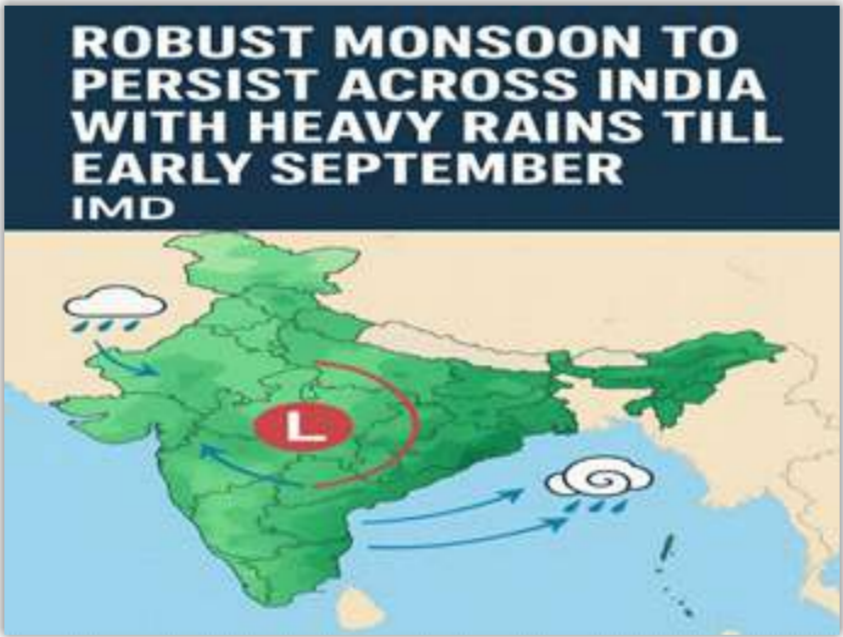 ROBUST MONSOON TO
PERSIST ACROSS INDIA
WITH HEAVY RAINS TILL
EARLY SEPTEMBER
IMD
L